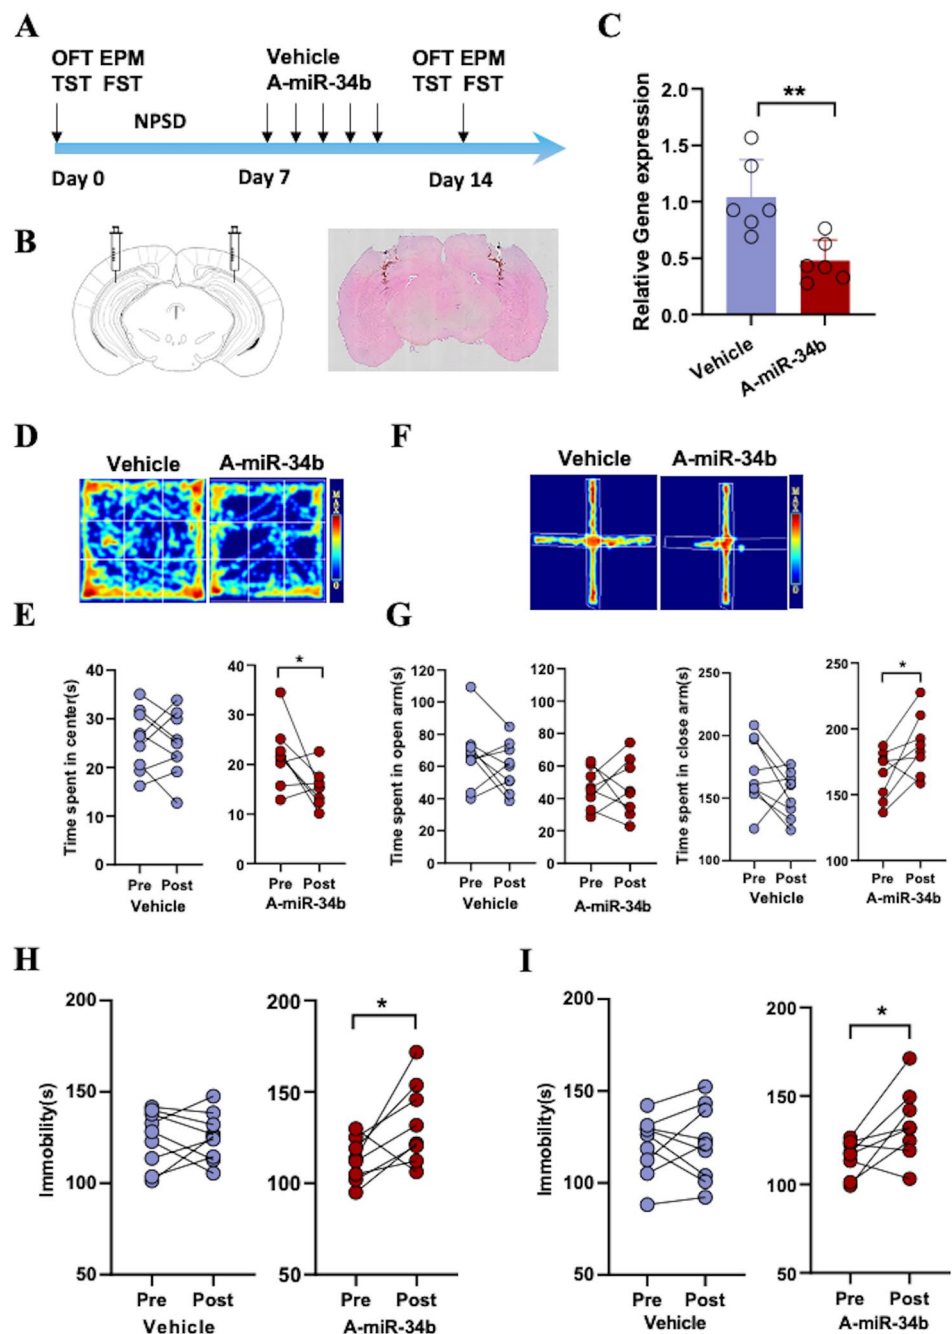 A
OFT EPM
TST FST
Vehicle
A-miR-34b
OFT EPM
TST FST
NPSD
Day 0
Day 7
Day 14
B
C
Relative Gene expression
2.0
1.5
1.0
0.5
0.0
**
Vehicle
A-miR-34b
D
Vehicle
A-miR-34b
MAX
0
F
Vehicle
A-miR-34b
MAX
0
E
Time spent in center(s)
40
30
20
10
0
Pre Post
Vehicle
40
30
20
10
0
*
Pre Post
A-miR-34b
G
Time spent in open arm(s)
120
100
80
60
40
20
0
Pre Post
Vehicle
120
100
80
60
40
20
0
Pre Post
A-miR-34b
Time spent in close arm(s)
250
200
150
100
Pre Post
Vehicle
250
200
150
100
*
Pre Post
A-miR-34b
H
Immobility(s)
200
150
100
50
Pre Post
Vehicle
200
150
100
50
*
Pre Post
A-miR-34b
I
Immobility(s)
200
150
100
50
Pre Post
Vehicle
200
150
100
50
*
Pre Post
A-miR-34b